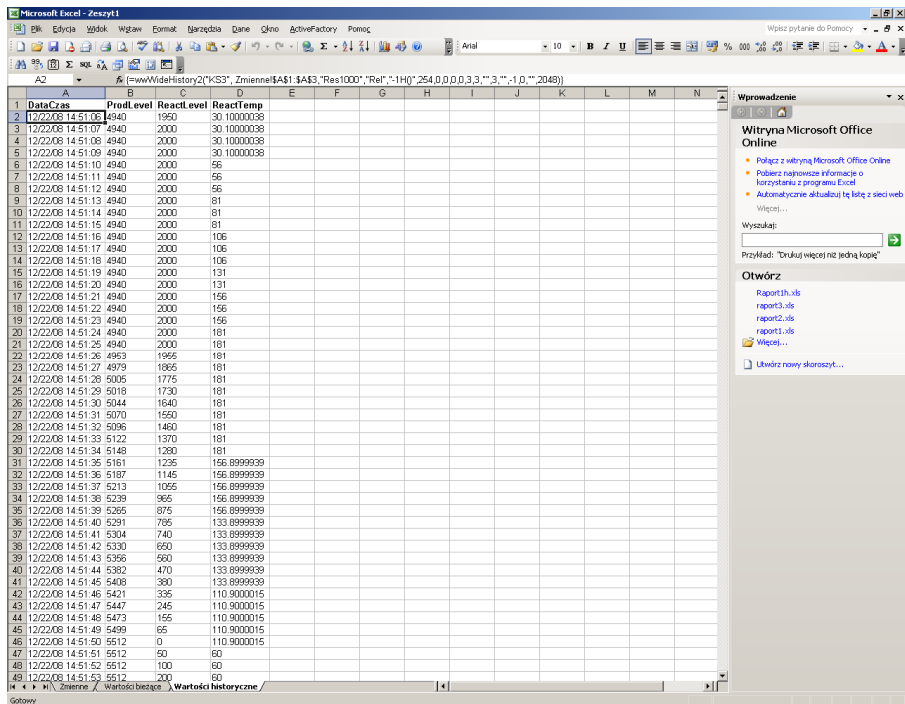 Microsoft Excel - Zeszyt1
Plik Edycja Widok Wstaw Format Narzędzia Dane Okno ActiveFactory Pomoc Wpisz pytanie do Pomocy
Arial 10 B I U
A2 fx {=wwWideHistory2("KS3", Zmienne!$A$1:$A$3,"Res1000","Rel","-1H()",254,0,0,0,0,3,3,"",3,"","",-1,0,"",2048)}
A B C D E F G H I J K L M N
1 DataCzas ProdLevel ReactLevel ReactTemp
2 12/22/08 14:51:06 4940 1950 30.10000038
3 12/22/08 14:51:07 4940 2000 30.10000038
4 12/22/08 14:51:08 4940 2000 30.10000038
5 12/22/08 14:51:09 4940 2000 30.10000038
6 12/22/08 14:51:10 4940 2000 56
7 12/22/08 14:51:11 4940 2000 56
8 12/22/08 14:51:12 4940 2000 56
9 12/22/08 14:51:13 4940 2000 81
10 12/22/08 14:51:14 4940 2000 81
11 12/22/08 14:51:15 4940 2000 81
12 12/22/08 14:51:16 4940 2000 106
13 12/22/08 14:51:17 4940 2000 106
14 12/22/08 14:51:18 4940 2000 106
15 12/22/08 14:51:19 4940 2000 131
16 12/22/08 14:51:20 4940 2000 131
17 12/22/08 14:51:21 4940 2000 156
18 12/22/08 14:51:22 4940 2000 156
19 12/22/08 14:51:23 4940 2000 156
20 12/22/08 14:51:24 4940 2000 181
21 12/22/08 14:51:25 4940 2000 181
22 12/22/08 14:51:26 4953 1955 181
23 12/22/08 14:51:27 4979 1865 181
24 12/22/08 14:51:28 5005 1775 181
25 12/22/08 14:51:29 5018 1730 181
26 12/22/08 14:51:30 5044 1640 181
27 12/22/08 14:51:31 5070 1550 181
28 12/22/08 14:51:32 5096 1460 181
29 12/22/08 14:51:33 5122 1370 181
30 12/22/08 14:51:34 5148 1280 181
31 12/22/08 14:51:35 5161 1235 156.8999939
32 12/22/08 14:51:36 5187 1145 156.8999939
33 12/22/08 14:51:37 5213 1055 156.8999939
34 12/22/08 14:51:38 5239 965 156.8999939
35 12/22/08 14:51:39 5265 875 156.8999939
36 12/22/08 14:51:40 5291 785 133.8999939
37 12/22/08 14:51:41 5304 740 133.8999939
38 12/22/08 14:51:42 5330 650 133.8999939
39 12/22/08 14:51:43 5356 560 133.8999939
40 12/22/08 14:51:44 5382 470 133.8999939
41 12/22/08 14:51:45 5408 380 133.8999939
42 12/22/08 14:51:46 5421 335 110.9000015
43 12/22/08 14:51:47 5447 245 110.9000015
44 12/22/08 14:51:48 5473 155 110.9000015
45 12/22/08 14:51:49 5499 65 110.9000015
46 12/22/08 14:51:50 5512 0 110.9000015
47 12/22/08 14:51:51 5512 50 60
48 12/22/08 14:51:52 5512 100 60
49 12/22/08 14:51:53 5512 200 60
Zmienne Wartości bieżące Wartości historyczne
Gotowy
Wprowadzenie
Witryna Microsoft Office
Online
Połącz z witryną Microsoft Office Online
Pobierz najnowsze informacje o
korzystaniu z programu Excel
Automatycznie aktualizuj tę listę z sieci web
Więcej...
Wyszukaj:
Przykład: "Drukuj więcej niż jedną kopię"
Otwórz
Raport1h.xls
raport3.xls
raport2.xls
raport1.xls
Więcej...
Utwórz nowy skoroszyt...